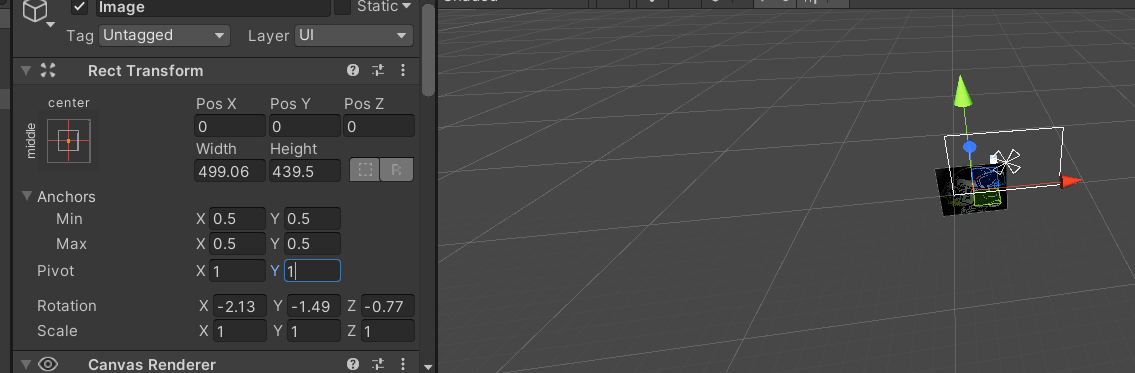 Image Static
Tag Untagged Layer UI
Rect Transform
center
middle
Pos X Pos Y Pos Z
0 0 0
Width Height
499.06 439.5 R
Anchors
Min X 0.5 Y 0.5
Max X 0.5 Y 0.5
Pivot X 1 Y 1
Rotation X -2.13 Y -1.49 Z -0.77
Scale X 1 Y 1 Z 1
Canvas Renderer